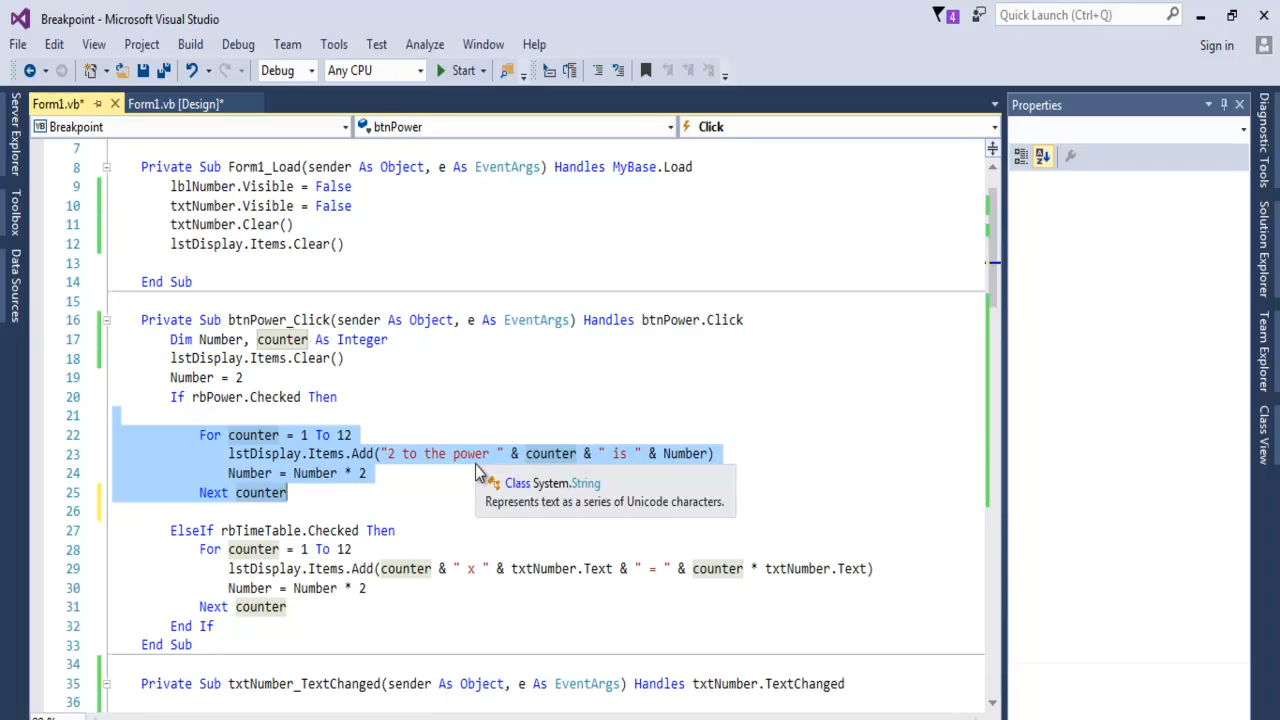 Breakpoint - Microsoft Visual Studio
4
Quick Launch (Ctrl+Q)
File Edit View Project Build Debug Team Tools Test Analyze Window Help
Sign in
Debug Any CPU Start
Form1.vb* Form1.vb [Design]*
Properties
Breakpoint btnPower Click
7
8 Private Sub Form1_Load(sender As Object, e As EventArgs) Handles MyBase.Load
9 lblNumber.Visible = False
10 txtNumber.Visible = False
11 txtNumber.Clear()
12 lstDisplay.Items.Clear()
13
14 End Sub
15
16 Private Sub btnPower_Click(sender As Object, e As EventArgs) Handles btnPower.Click
17 Dim Number, counter As Integer
18 lstDisplay.Items.Clear()
19 Number = 2
20 If rbPower.Checked Then
21
22 For counter = 1 To 12
23 lstDisplay.Items.Add("2 to the power " & counter & " is " & Number)
24 Number = Number * 2
Class System.String
25 Next counter
Represents text as a series of Unicode characters.
26
27 ElseIf rbTimeTable.Checked Then
28 For counter = 1 To 12
29 lstDisplay.Items.Add(counter & " x " & txtNumber.Text & " = " & counter * txtNumber.Text)
30 Number = Number * 2
31 Next counter
32 End If
33 End Sub
34
35 Private Sub txtNumber_TextChanged(sender As Object, e As EventArgs) Handles txtNumber.TextChanged
36
Server Explorer
Toolbox
Data Sources
Diagnostic Tools
Solution Explorer
Team Explorer
Class View